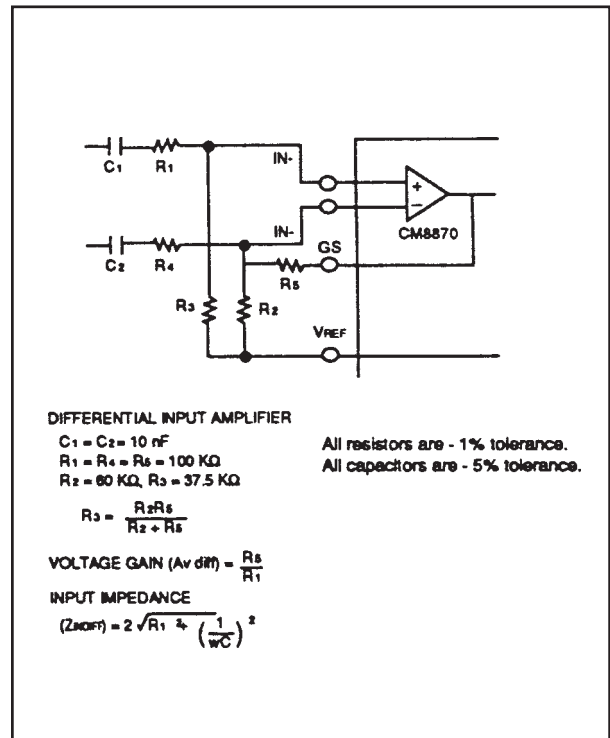 C1
R1
IN-
+
−
CM8870
IN-
GS
C2
R4
R5
R3
R2
VREF
DIFFERENTIAL INPUT AMPLIFIER
C1 = C2 = 10 nF
R1 = R4 = R5 = 100 KΩ
R2 = 60 KΩ, R3 = 37.5 KΩ
All resistors are - 1% tolerance.
All capacitors are - 5% tolerance.
R3 = R2R5 / R2 + R5
VOLTAGE GAIN (Av diff) = R5 / R1
INPUT IMPEDANCE
(ZINDIFF) = 2 √R1 2 + (1/wC) 2